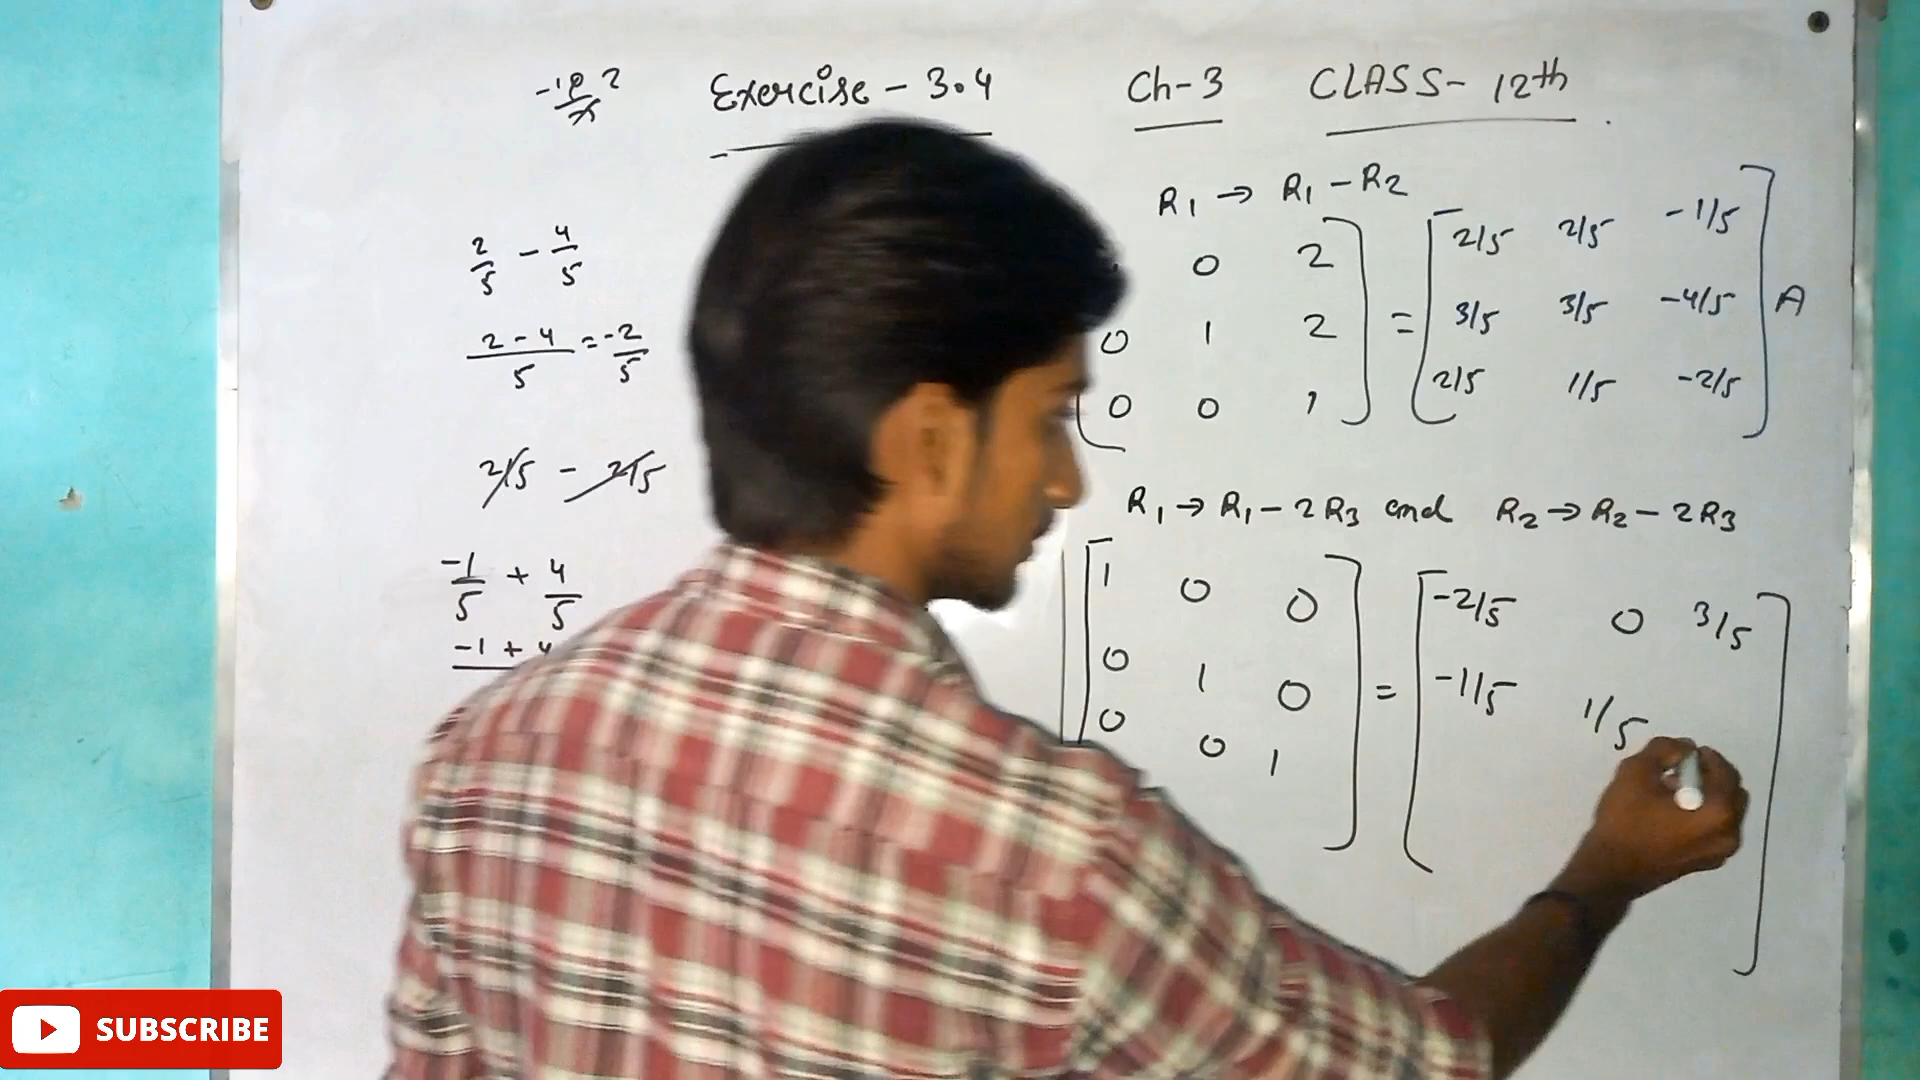 Exercise - 3.4 Ch-3 CLASS- 12th
2/5 - 4/5
2-4/5 = -2/5
2/5 - 2/5
-1/5 + 4/5
-1 + 4
R1 → R1 - R2
0 2
0 1 2
0 0 1
=
2/5 2/5 -1/5
3/5 3/5 -4/5
2/5 1/5 -2/5
A
R1 → R1 - 2R3 and R2 → R2 - 2R3
1 0 0
0 1 0
0 0 1
=
-2/5 0 3/5
-1/5 1/5
SUBSCRIBE